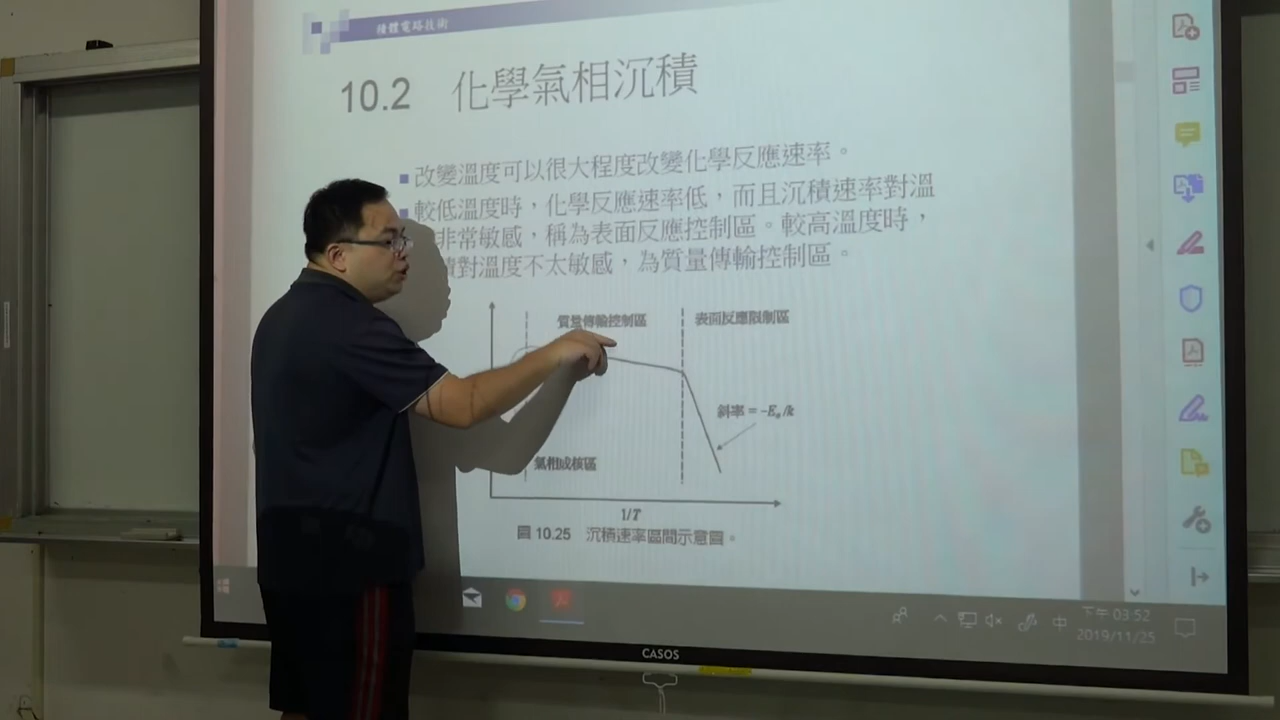 積體電路技術
10.2 化學氣相沉積
改變溫度可以很大程度改變化學反應速率。
較低溫度時，化學反應速率低，而且沉積速率對溫
非常敏感，稱為表面反應控制區。較高溫度時，
對溫度不太敏感，為質量傳輸控制區。
質量傳輸控制區
表面反應限制區
斜率 = -Ea/k
氣相成核區
1/T
圖 10.25 沉積速率區間示意圖。
中
下午 03:52
2019/11/25
CASOS